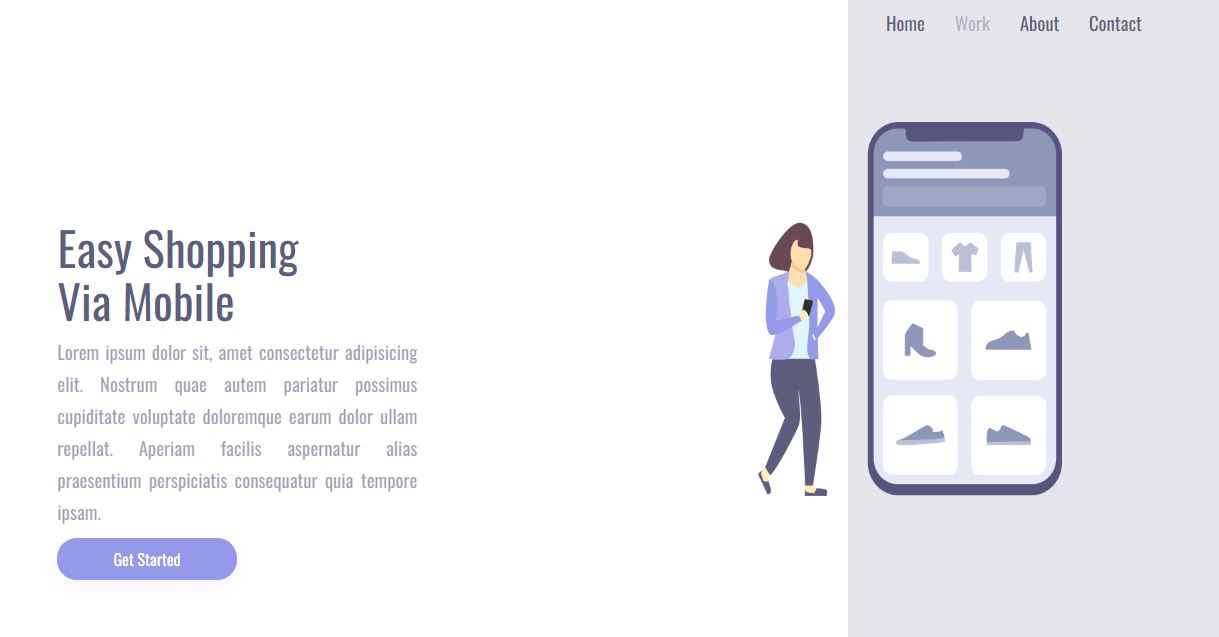 Home Work About Contact
Easy Shopping
Via Mobile
Lorem ipsum dolor sit, amet consectetur adipisicing
elit. Nostrum quae autem pariatur possimus
cupiditate voluptate doloremque earum dolor ullam
repellat. Aperiam facilis aspernatur alias
praesentium perspiciatis consequatur quia tempore
ipsam.
Get Started